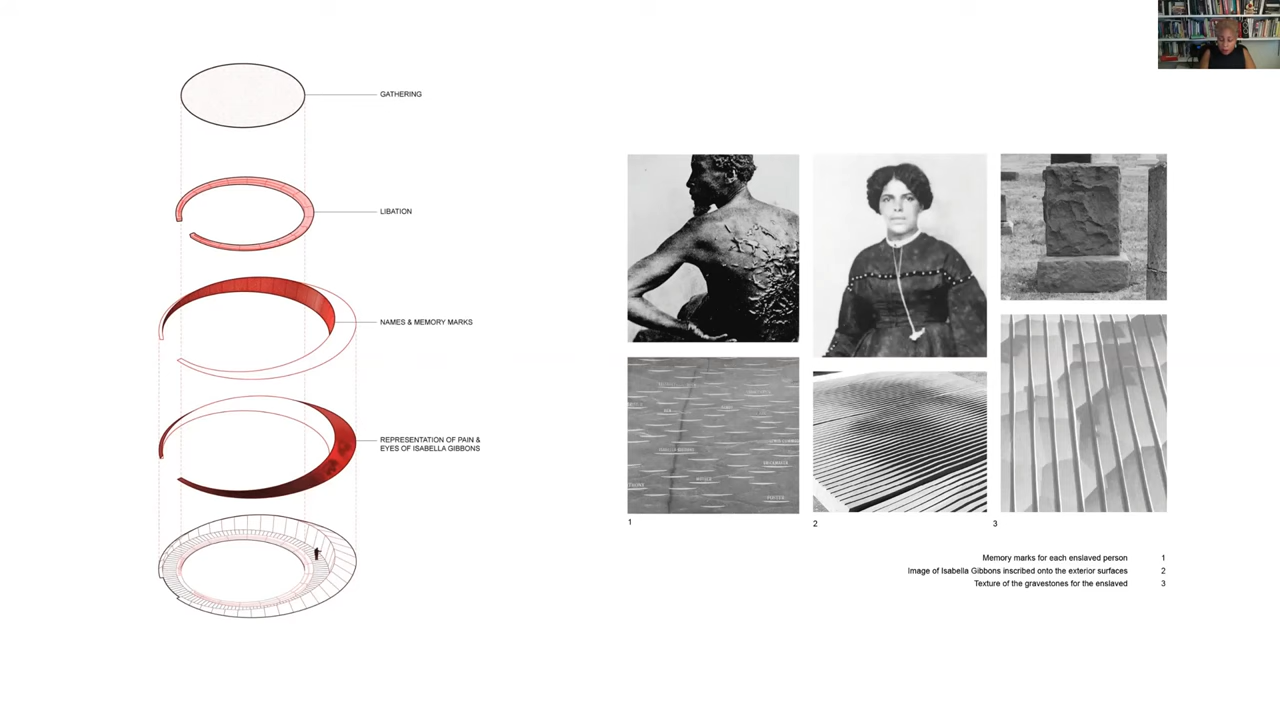 GATHERING
LIBATION
NAMES & MEMORY MARKS
REPRESENTATION OF PAIN &
EYES OF ISABELLA GIBBONS
ISABELLA GIBBONS
1
2
3
Memory marks for each enslaved person 1
Image of Isabella Gibbons inscribed onto the exterior surfaces 2
Texture of the gravestones for the enslaved 3